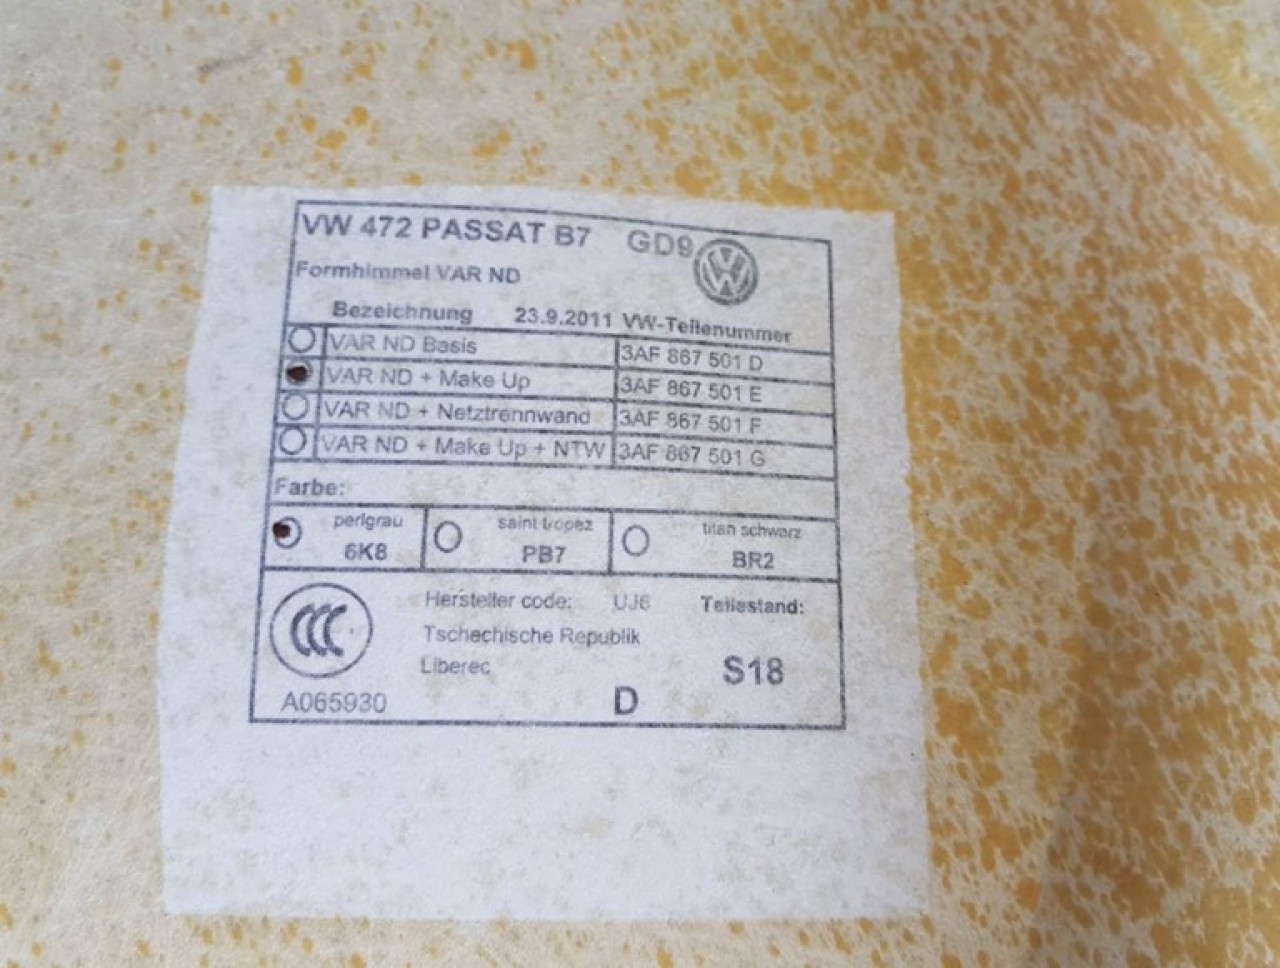 VW 472 PASSAT B7 GD9
Formhimmel VAR ND
Bezeichnung 23.9.2011 VW-Teilenummer
VAR ND Basis 3AF 867 501 D
VAR ND + Make Up 3AF 867 501 E
VAR ND + Netztrennwand 3AF 867 501 F
VAR ND + Make Up + NTW 3AF 867 501 G
Farbe:
perlgrau saint tropez titan schwarz
6K8 PB7 BR2
Hersteller code: UJ6 Teilestand:
Tschechische Republik
Liberec S18
CCC
A065930 D